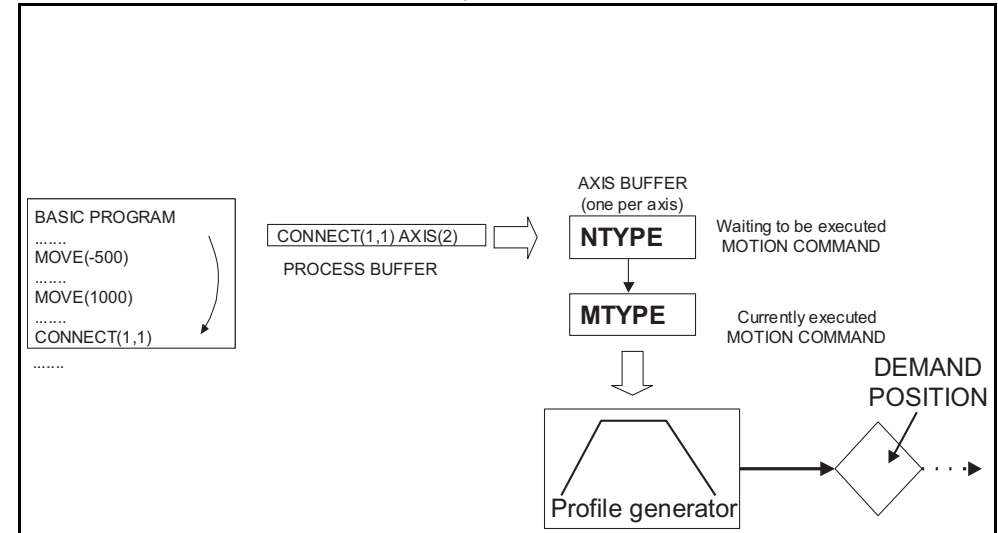 BASIC PROGRAM
.......
MOVE(-500)
.......
MOVE(1000)
.......
CONNECT(1,1)
.......
CONNECT(1,1) AXIS(2)
PROCESS BUFFER
AXIS BUFFER
(one per axis)
NTYPE
Waiting to be executed
MOTION COMMAND
MTYPE
Currently executed
MOTION COMMAND
Profile generator
DEMAND
POSITION